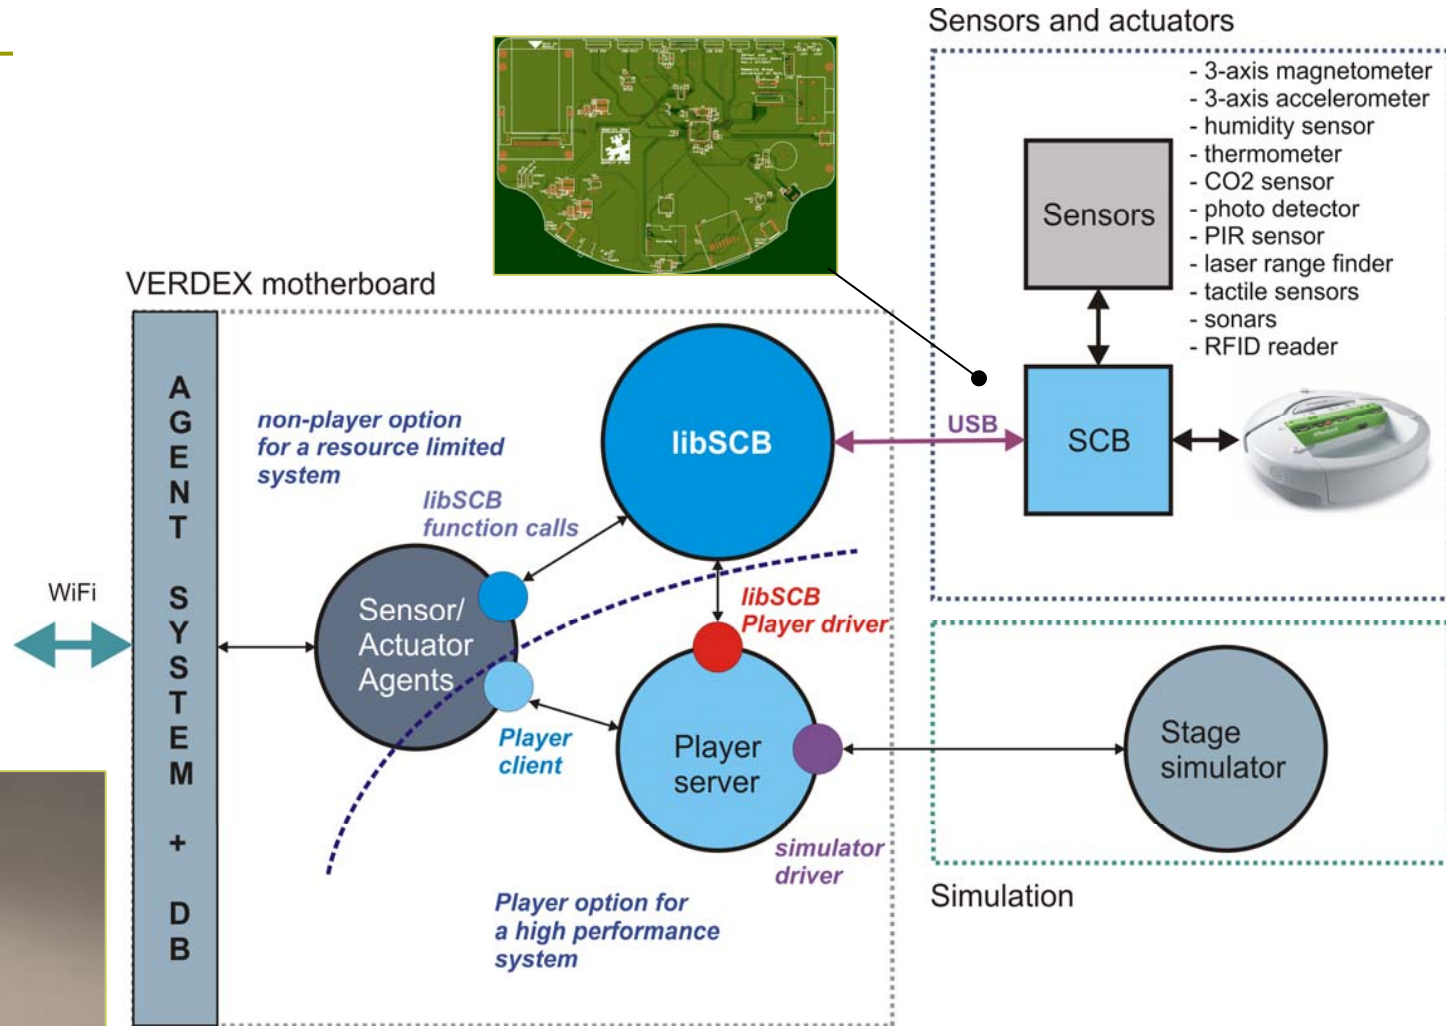 Sensors and actuators
- 3-axis magnetometer
- 3-axis accelerometer
- humidity sensor
- thermometer
- CO2 sensor
- photo detector
- PIR sensor
- laser range finder
- tactile sensors
- sonars
- RFID reader
Sensors
SCB
USB
VERDEX motherboard
AGENT SYSTEM + DB
WiFi
non-player option
for a resource limited
system
libSCB
function calls
libSCB
Sensor/
Actuator
Agents
libSCB
Player driver
Player
client
Player
server
simulator
driver
Player option for
a high performance
system
Stage
simulator
Simulation